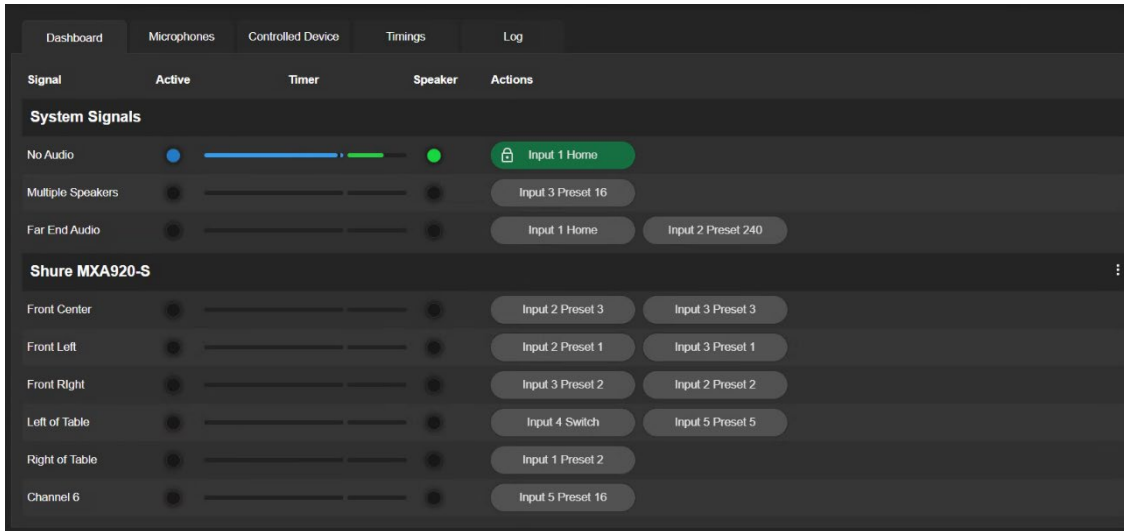 Dashboard Microphones Controlled Device Timings Log
Signal Active Timer Speaker Actions
System Signals
No Audio Input 1 Home
Multiple Speakers Input 3 Preset 16
Far End Audio Input 1 Home Input 2 Preset 240
Shure MXA920-S
Front Center Input 2 Preset 3 Input 3 Preset 3
Front Left Input 2 Preset 1 Input 3 Preset 1
Front RIght Input 3 Preset 2 Input 2 Preset 2
Left of Table Input 4 Switch Input 5 Preset 5
Right of Table Input 1 Preset 2
Channel 6 Input 5 Preset 16